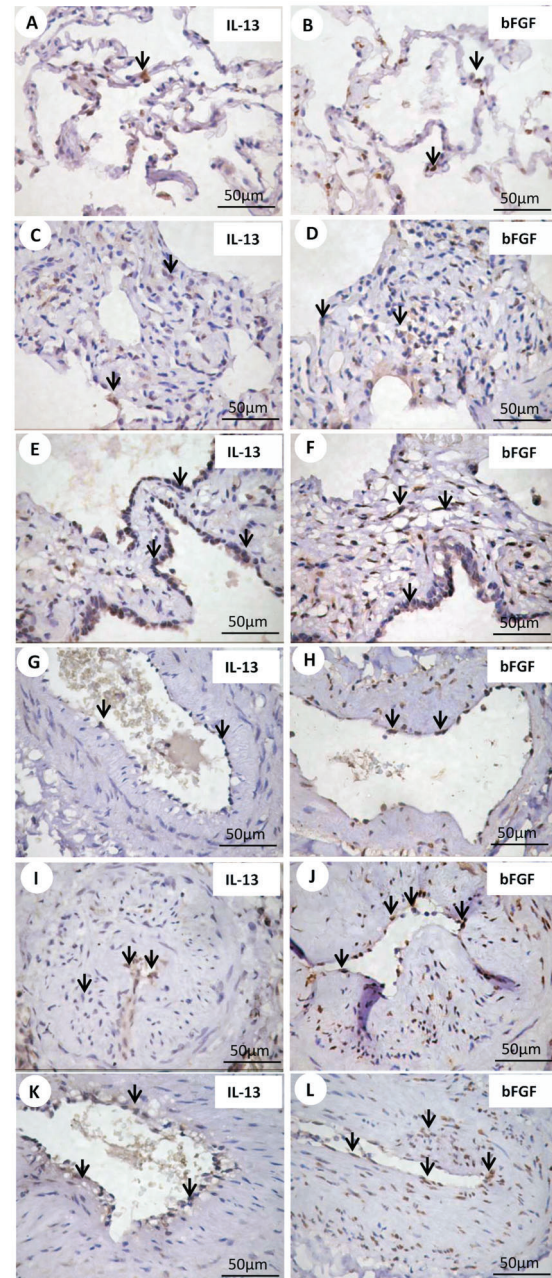 A IL-13
B bFGF
50µm
50µm
C IL-13
D bFGF
50µm
50µm
E IL-13
F bFGF
50µm
50µm
G IL-13
H bFGF
50µm
50µm
I IL-13
J bFGF
50µm
50µm
K IL-13
L bFGF
50µm
50µm